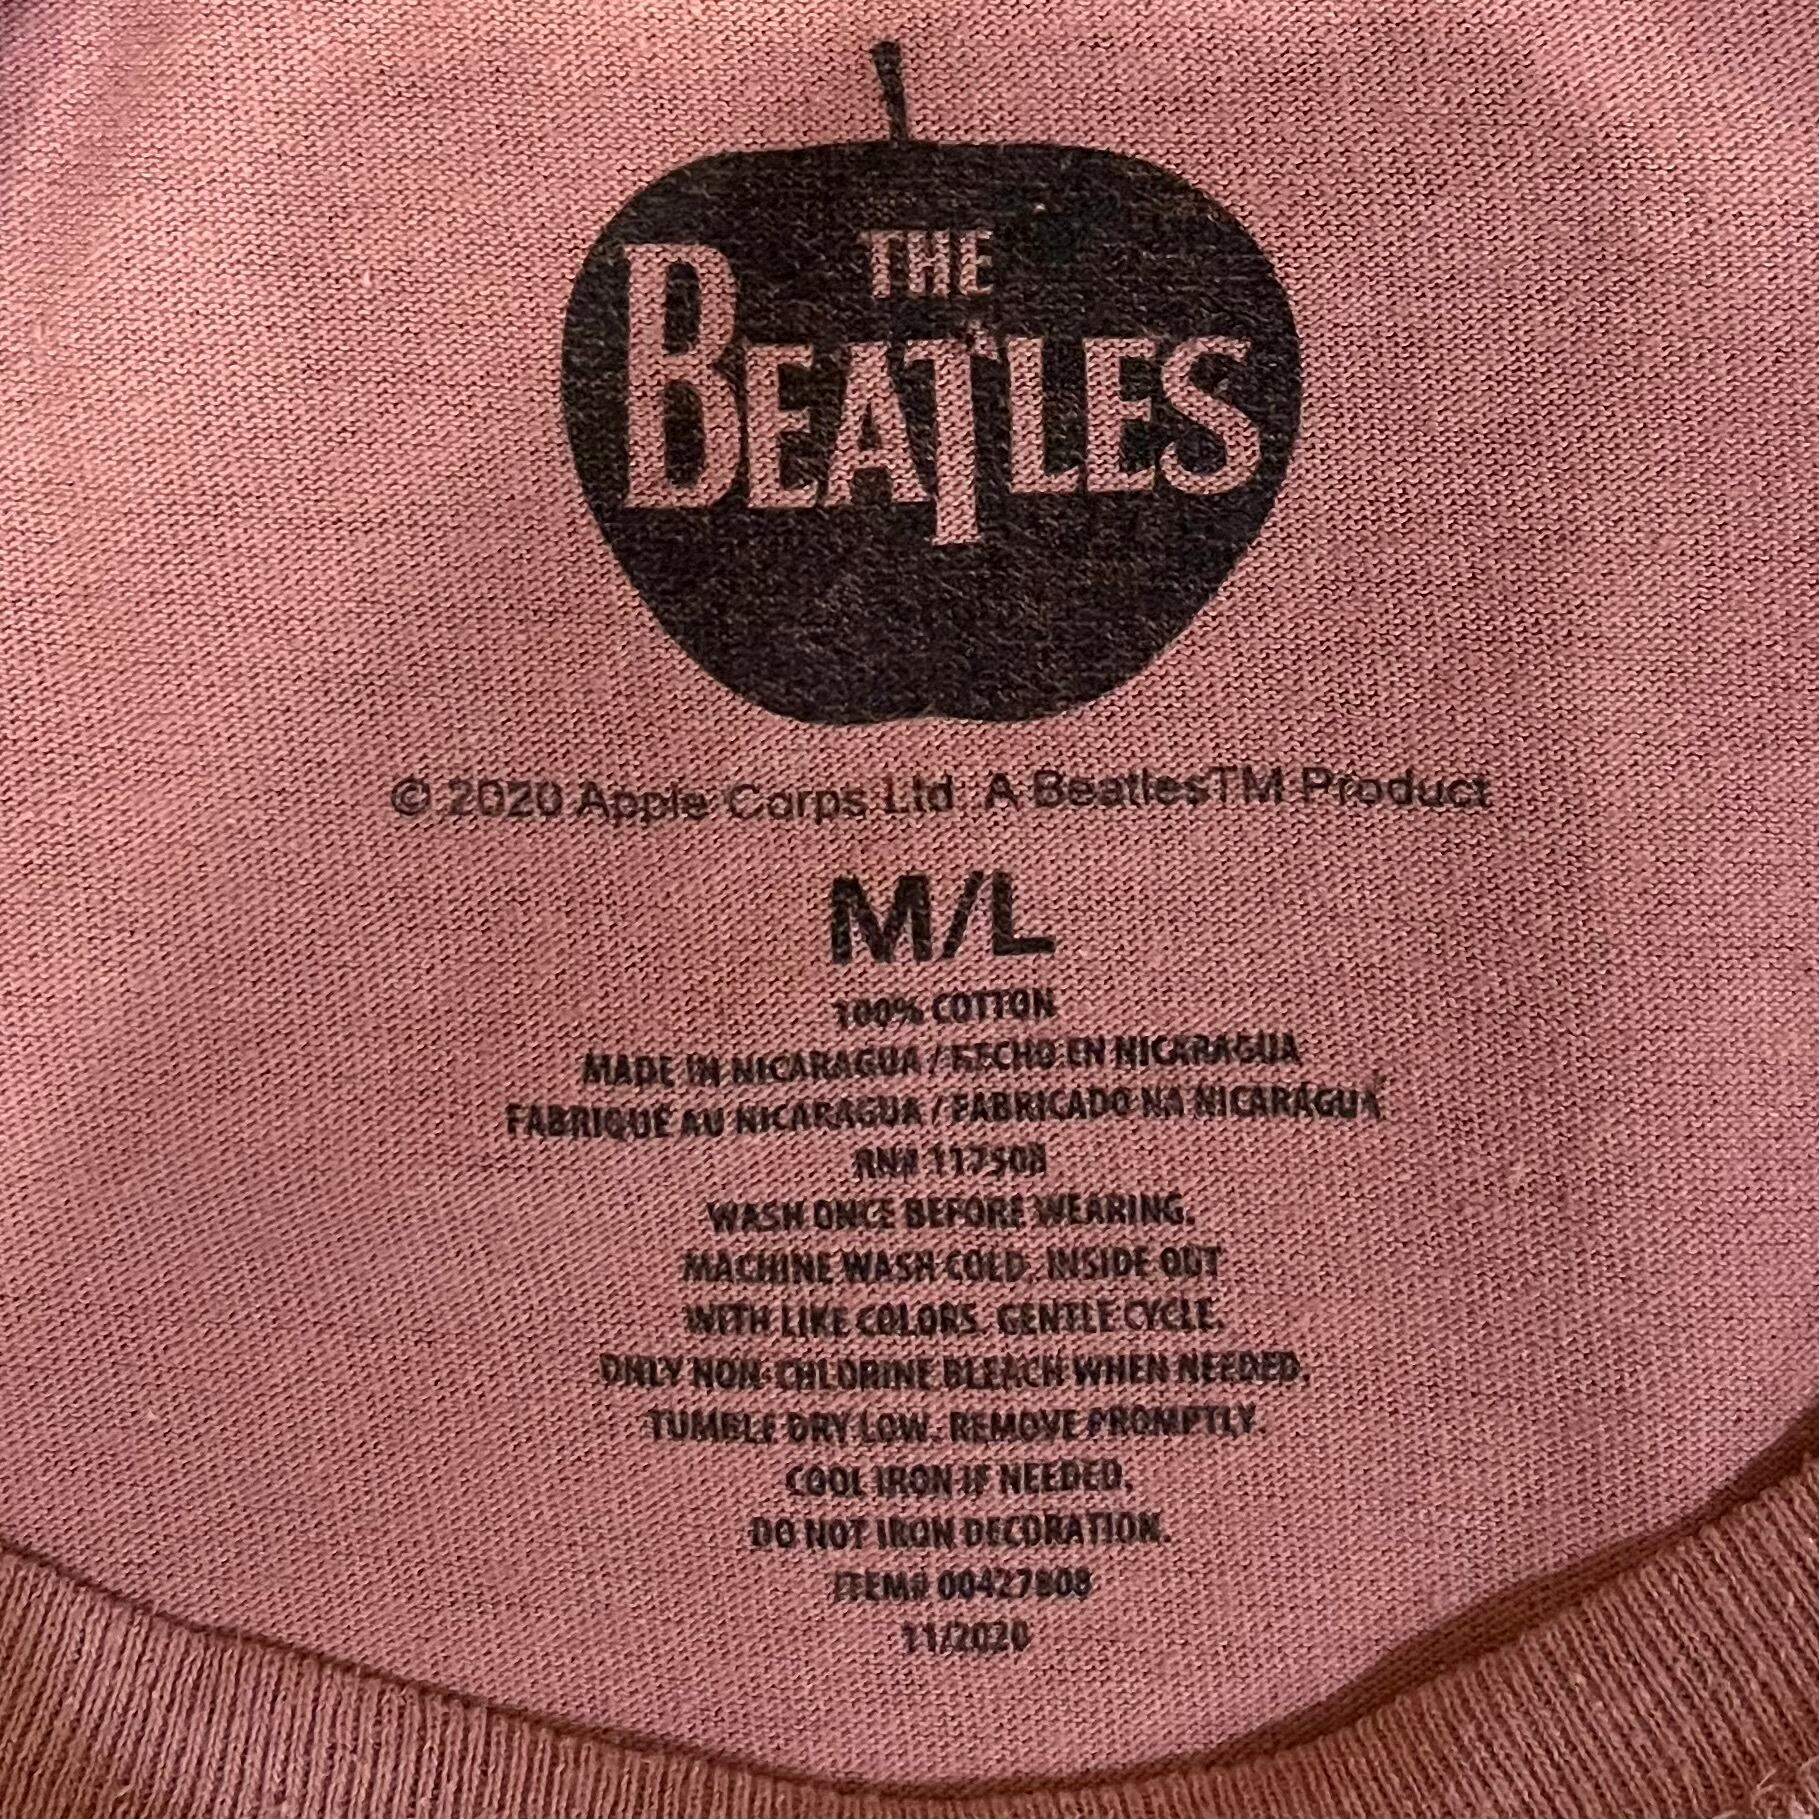 THE
BEATLES
© 2020 Apple Corps Ltd. A BeatlesTM Product
M/L
100% COTTON
MADE IN NICARAGUA / HECHO EN NICARAGUA
FABRIQUÉ AU NICARAGUA / FABRICADO NA NICARÁGUA
RN# 117508
WASH ONCE BEFORE WEARING.
MACHINE WASH COLD, INSIDE OUT
WITH LIKE COLORS, GENTLE CYCLE.
ONLY NON-CHLORINE BLEACH WHEN NEEDED.
TUMBLE DRY LOW. REMOVE PROMPTLY.
COOL IRON IF NEEDED.
DO NOT IRON DECORATION.
ITEM# 00427808
11/2020